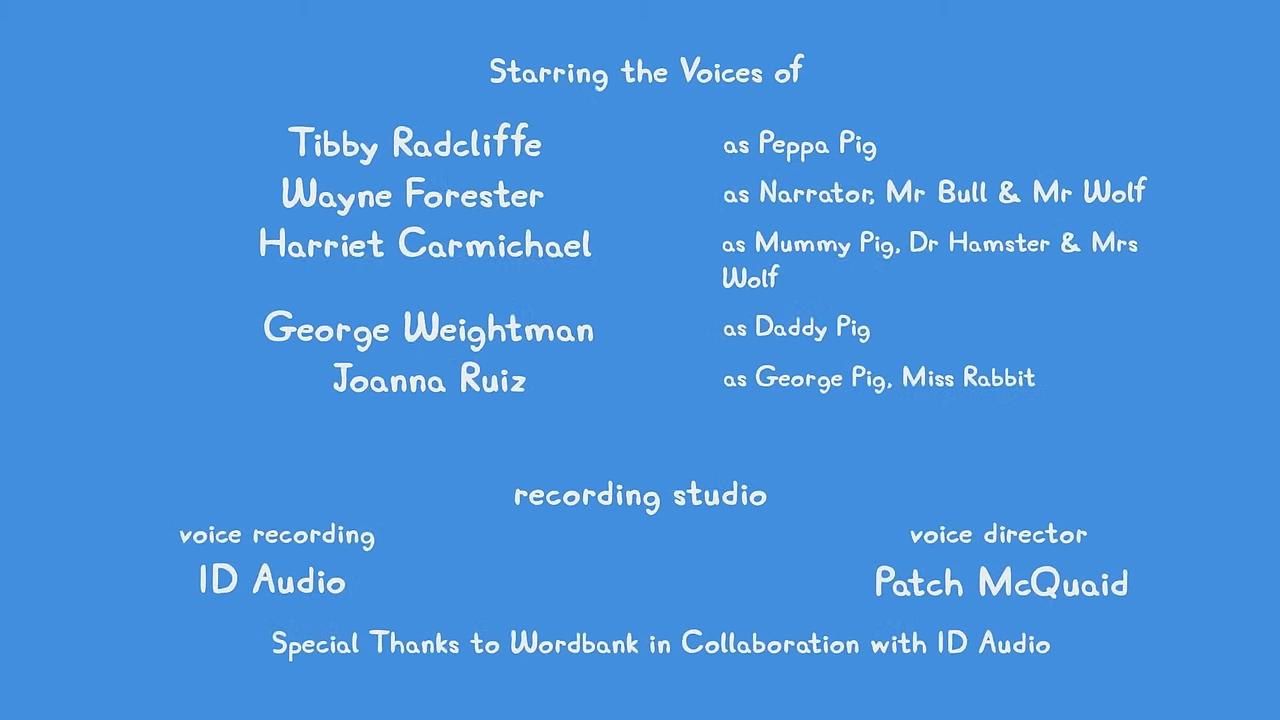 Starring the Voices of
Tibby Radcliffe as Peppa Pig
Wayne Forester as Narrator, Mr Bull & Mr Wolf
Harriet Carmichael as Mummy Pig, Dr Hamster & Mrs
Wolf
George Weightman as Daddy Pig
Joanna Ruiz as George Pig, Miss Rabbit
recording studio
voice recording voice director
ID Audio Patch McQuaid
Special Thanks to Wordbank in Collaboration with ID Audio